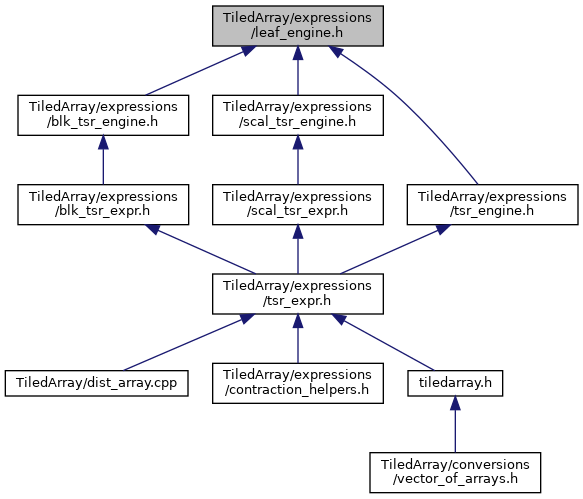 TiledArray/expressions
/leaf_engine.h
TiledArray/expressions
/blk_tsr_engine.h
TiledArray/expressions
/scal_tsr_engine.h
TiledArray/expressions
/blk_tsr_expr.h
TiledArray/expressions
/scal_tsr_expr.h
TiledArray/expressions
/tsr_engine.h
TiledArray/expressions
/tsr_expr.h
TiledArray/dist_array.cpp
TiledArray/expressions
/contraction_helpers.h
tiledarray.h
TiledArray/conversions
/vector_of_arrays.h